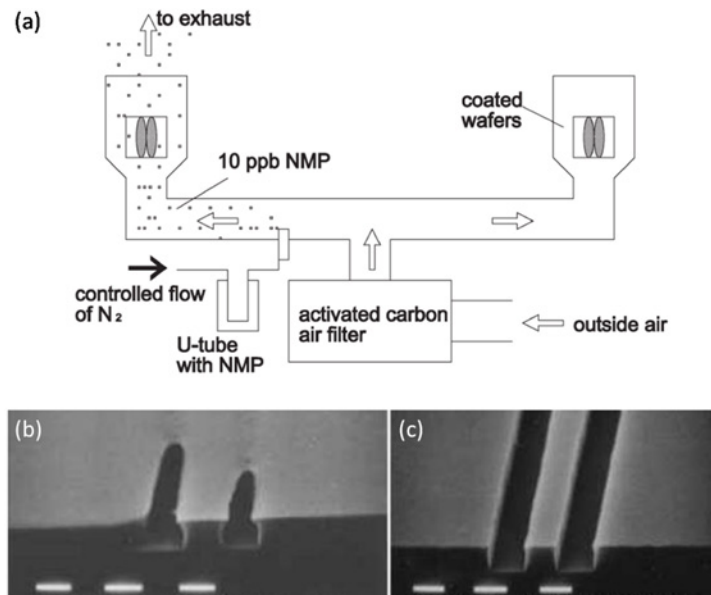 (a)
to exhaust
coated
wafers
10 ppb NMP
controlled flow
of N₂
U-tube
with NMP
activated carbon
air filter
outside air
(b)
(c)